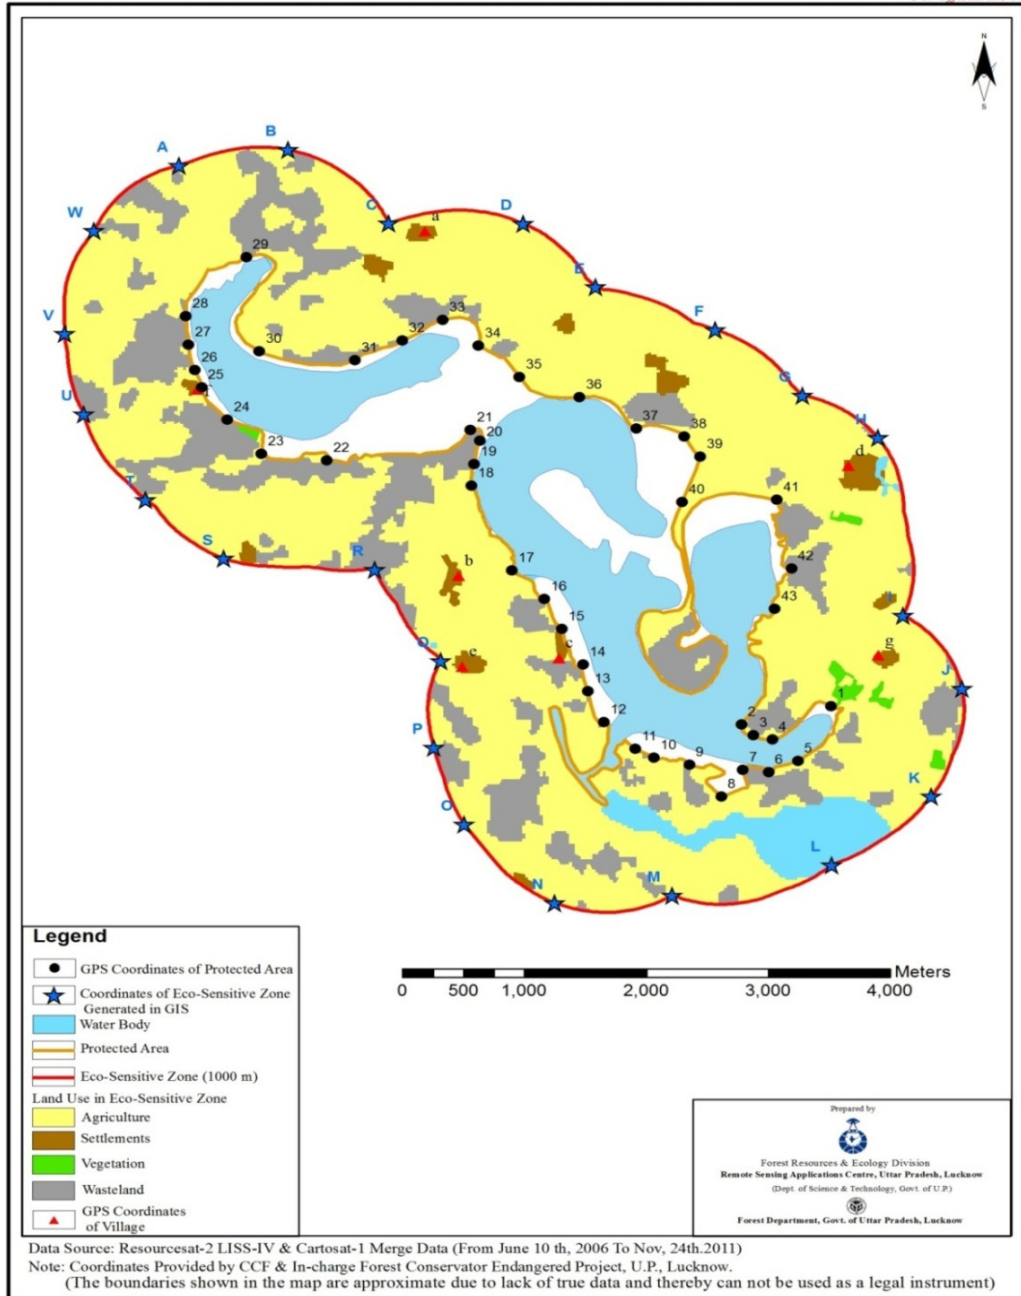 N
S
B
A
C
a
D
W
29
E
28
33
F
V
27
32
34
30
31
26
35
G
25
36
U
24
37
38
H
21
20
39
23
22
19
d
18
40
41
T
S
R
17
42
b
16
43
I
15
Q
e
c
g
14
J
13
1
12
2
3
4
P
11
10
9
7
6
5
8
K
O
L
M
N
Legend
GPS Coordinates of Protected Area
Coordinates of Eco-Sensitive Zone
Generated in GIS
Water Body
Protected Area
Eco-Sensitive Zone (1000 m)
Land Use in Eco-Sensitive Zone
Agriculture
Settlements
Vegetation
Wasteland
GPS Coordinates
of Village
Meters
0 500 1,000 2,000 3,000 4,000
Prepared by
Forest Resources & Ecology Division
Remote Sensing Applications Centre, Uttar Pradesh, Lucknow
(Dept. of Science & Technology, Govt. of U.P.)
Forest Department, Govt. of Uttar Pradesh, Lucknow
Data Source: Resourcesat-2 LISS-IV & Cartosat-1 Merge Data (From June 10 th, 2006 To Nov, 24th.2011)
Note: Coordinates Provided by CCF & In-charge Forest Conservator Endangered Project, U.P., Lucknow.
(The boundaries shown in the map are approximate due to lack of true data and thereby can not be used as a legal instrument)